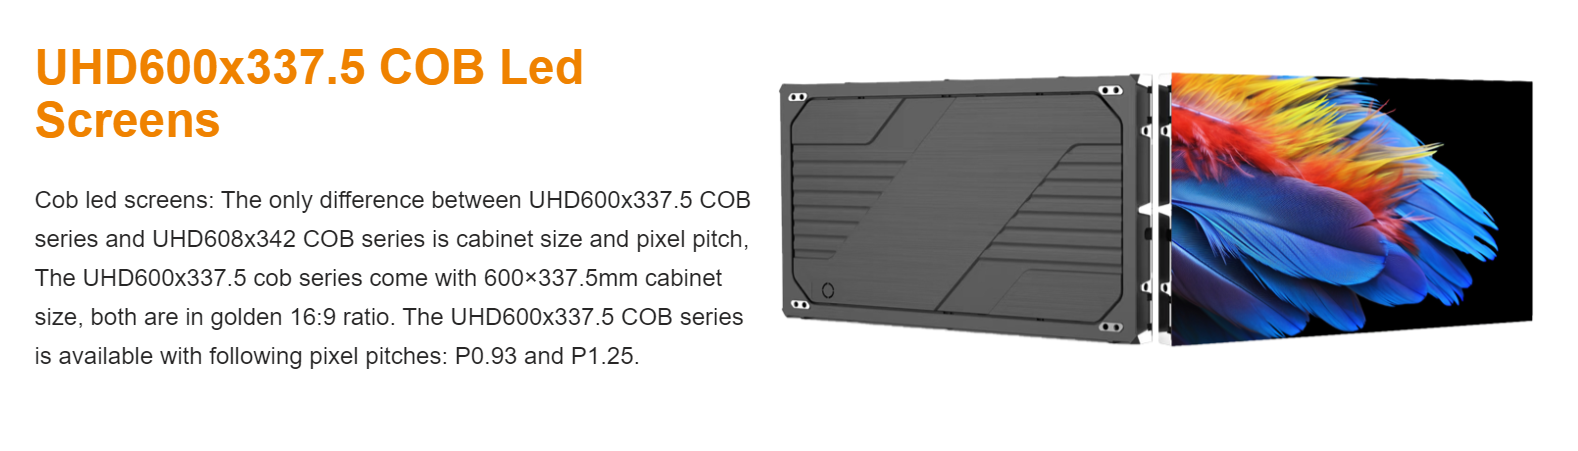 UHD600x337.5 COB Led
Screens
Cob led screens: The only difference between UHD600x337.5 COB
series and UHD608x342 COB series is cabinet size and pixel pitch,
The UHD600x337.5 cob series come with 600×337.5mm cabinet
size, both are in golden 16:9 ratio. The UHD600x337.5 COB series
is available with following pixel pitches: P0.93 and P1.25.